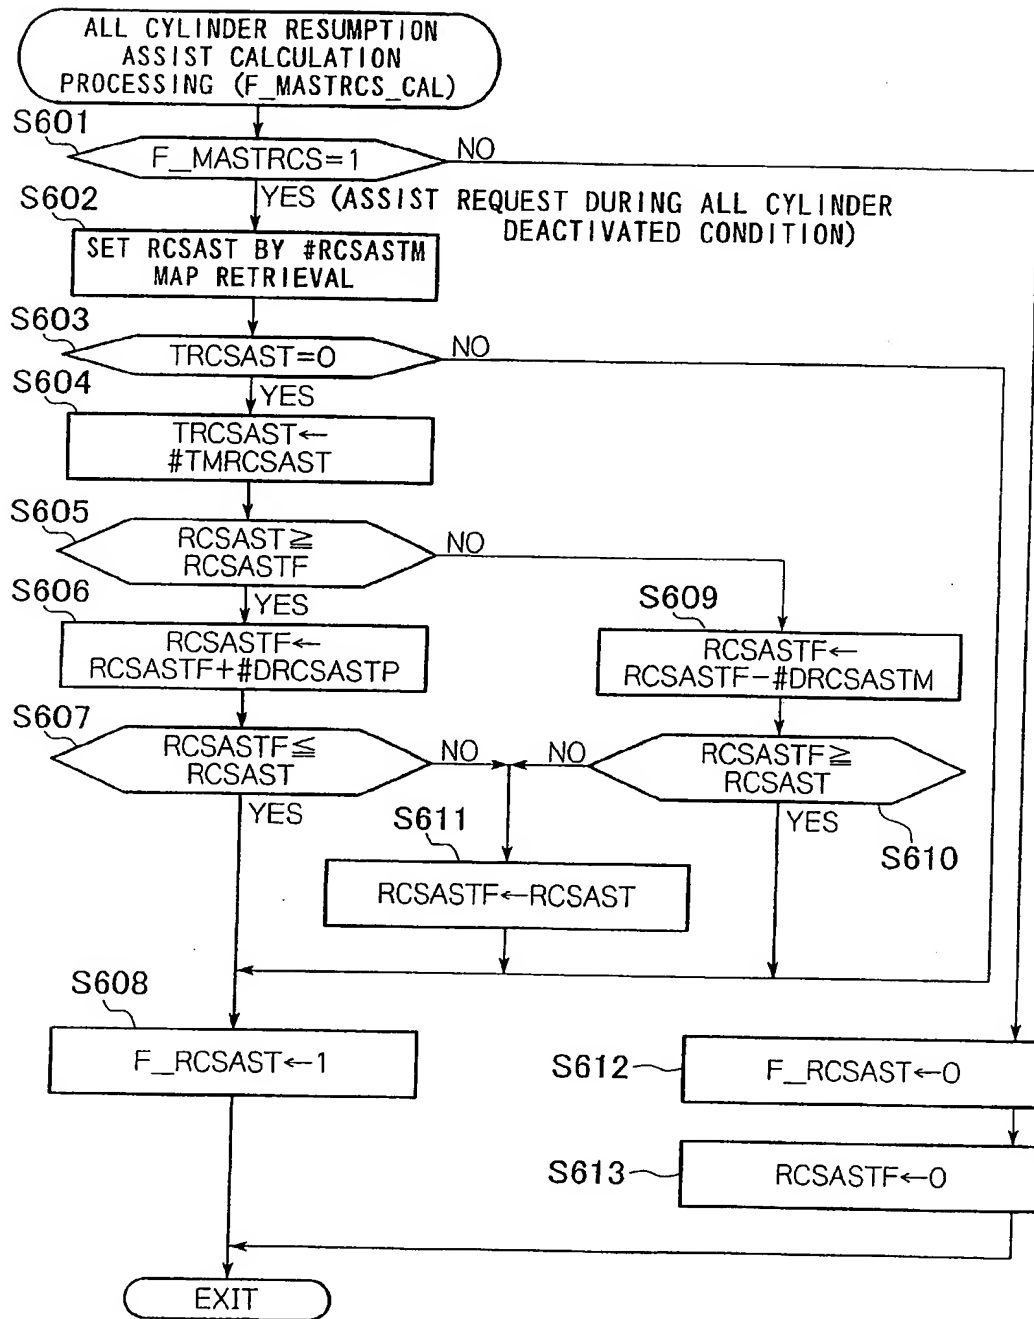 ALL CYLINDER RESUMPTION
ASSIST CALCULATION
PROCESSING (F_MASTRCS_CAL)
S601
F_MASTRCS=1
NO
YES (ASSIST REQUEST DURING ALL CYLINDER
DEACTIVATED CONDITION)
S602
SET RCSAST BY #RCSASTM
MAP RETRIEVAL
S603
TRCSAST=0
NO
YES
S604
TRCSAST←
#TMRCSAST
S605
RCSAST≧
RCSASTF
NO
YES
S606
RCSASTF←
RCSASTF+#DRCSASTP
S609
RCSASTF←
RCSASTF-#DRCSASTM
S607
RCSASTF≦
RCSAST
NO
YES
NO
RCSASTF≧
RCSAST
YES
S610
S611
RCSASTF←RCSAST
S608
F_RCSAST←1
S612
F_RCSAST←0
S613
RCSASTF←0
EXIT